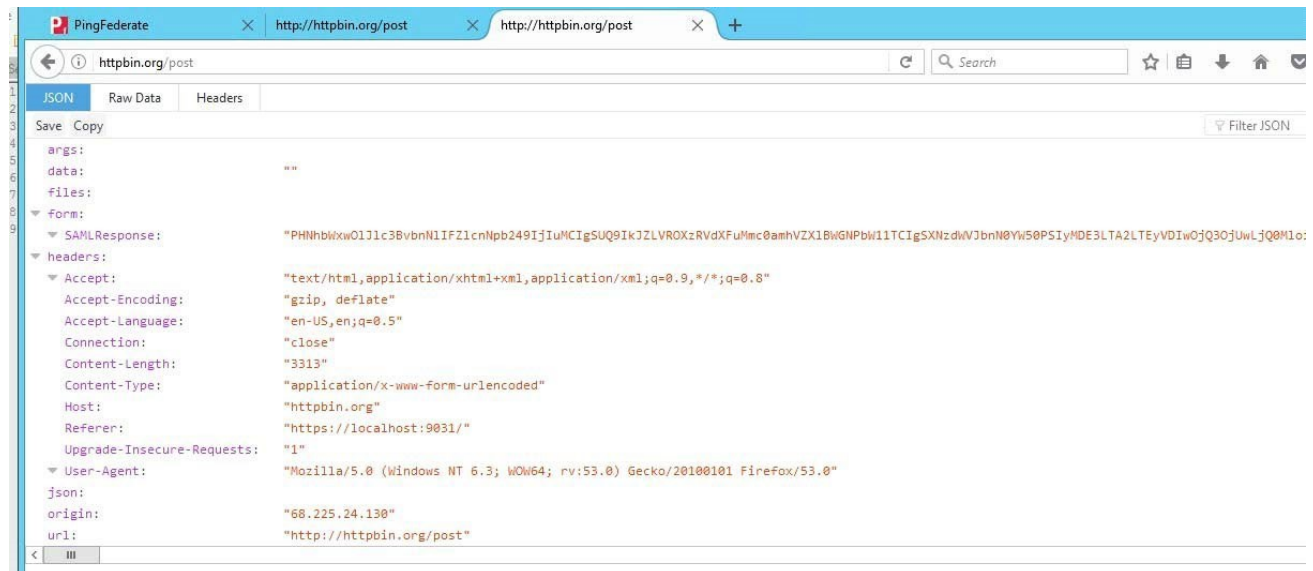 PingFederate
http://httpbin.org/post
http://httpbin.org/post
httpbin.org/post
Search
JSON Raw Data Headers
Save Copy
Filter JSON
args:
data: ""
files:
form:
SAMLResponse: "PHNhbWxwOlJlc3BvbnNlIFZlcnNpb249IjIuMCIgSUQ9IkJZLVROXzRVdXFuMmc0amhVZXlBWGNPbW11TCIgSXNzdWVJbnN0YW50PSIyMDE3LTA2LTEyVDIwOjQ3OjUwLjQ0Mloi
headers:
Accept: "text/html,application/xhtml+xml,application/xml;q=0.9,*/*;q=0.8"
Accept-Encoding: "gzip, deflate"
Accept-Language: "en-US,en;q=0.5"
Connection: "close"
Content-Length: "3313"
Content-Type: "application/x-www-form-urlencoded"
Host: "httpbin.org"
Referer: "https://localhost:9031/"
Upgrade-Insecure-Requests: "1"
User-Agent: "Mozilla/5.0 (Windows NT 6.3; WOW64; rv:53.0) Gecko/20100101 Firefox/53.0"
json:
origin: "68.225.24.130"
url: "http://httpbin.org/post"